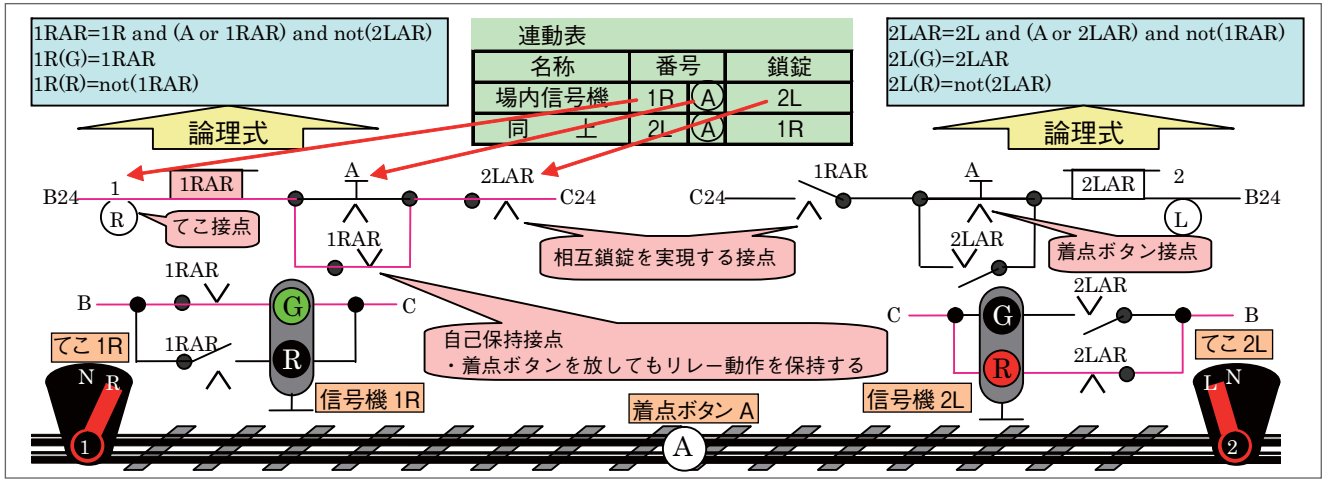 1RAR=1R and (A or 1RAR) and not(2LAR)
1R(G)=1RAR
1R(R)=not(1RAR)
論理式
連動表
名称 番号 鎖錠
場内信号機 1R A 2L
同 上 2L A 1R
2LAR=2L and (A or 2LAR) and not(1RAR)
2L(G)=2LAR
2L(R)=not(2LAR)
論理式
B24
1
R
1RAR
A
2LAR
C24
てこ接点
1RAR
C24
1RAR
A
2LAR
2
B24
L
2LAR
相互鎖錠を実現する接点
着点ボタン接点
1RAR
B
G
C
1RAR
R
自己保持接点
・着点ボタンを放してもリレー動作を保持する
2LAR
C
G
B
R
2LAR
てこ 1R
N R
1
信号機 1R
着点ボタン A
A
信号機 2L
てこ 2L
L N
2